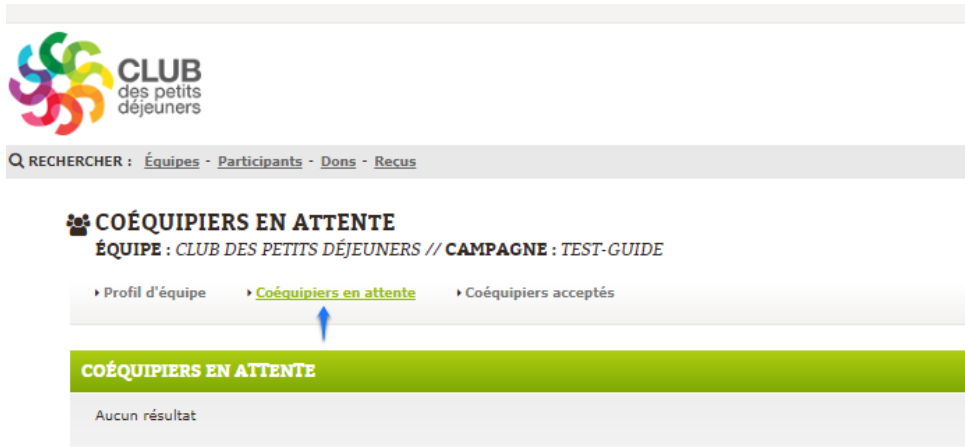 CLUB
des petits
déjeuners
RECHERCHER : Équipes - Participants - Dons - Reçus
COÉQUIPIERS EN ATTENTE
ÉQUIPE : CLUB DES PETITS DÉJEUNERS // CAMPAGNE : TEST-GUIDE
Profil d'équipe Coéquipiers en attente Coéquipiers acceptés
COÉQUIPIERS EN ATTENTE
Aucun résultat